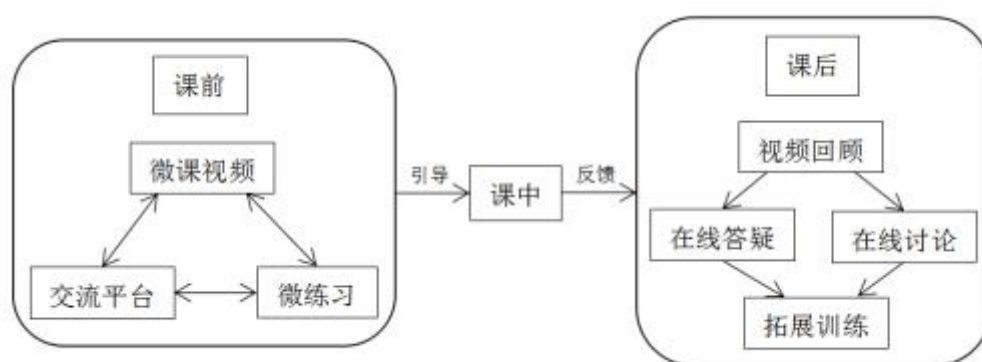 课前
微课视频
交流平台
微练习
引导
课中
反馈
课后
视频回顾
在线答疑
在线讨论
拓展训练